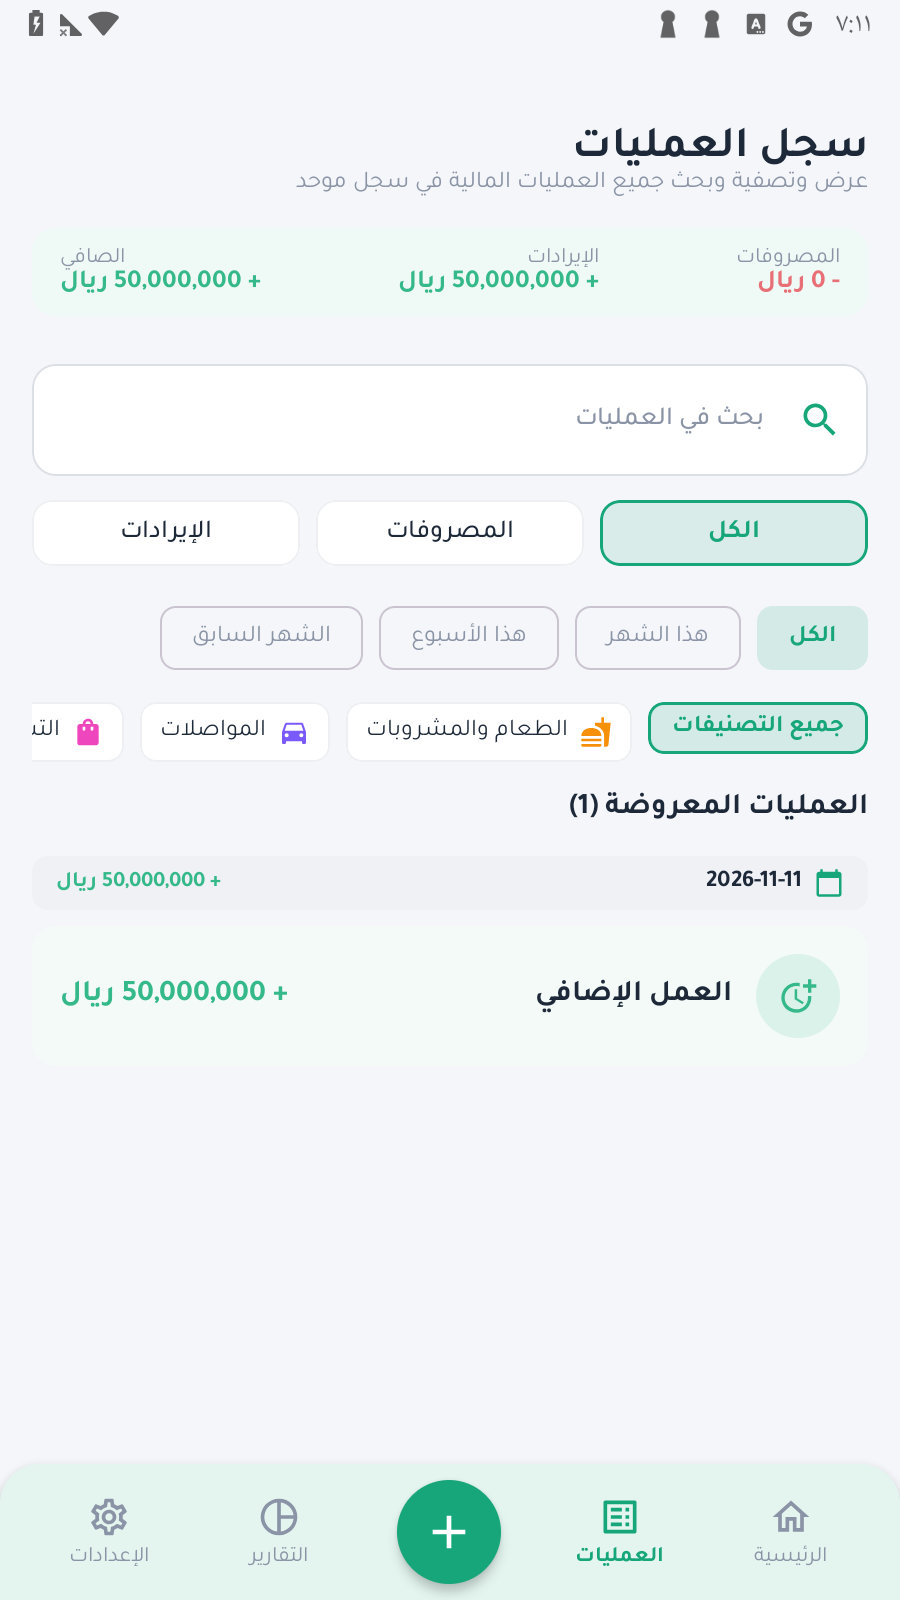 ٧:١١
سجل العمليات
عرض وتصفية وبحث جميع العمليات المالية في سجل موحد
المصروفات الإيرادات الصافي
- 0 ريال + 50,000,000 ريال + 50,000,000 ريال
بحث في العمليات
الكل المصروفات الإيرادات
الكل هذا الشهر هذا الأسبوع الشهر السابق
جميع التصنيفات الطعام والمشروبات المواصلات
العمليات المعروضة (1)
2026-11-11 + 50,000,000 ريال
العمل الإضافي + 50,000,000 ريال
الرئيسية العمليات التقارير الإعدادات